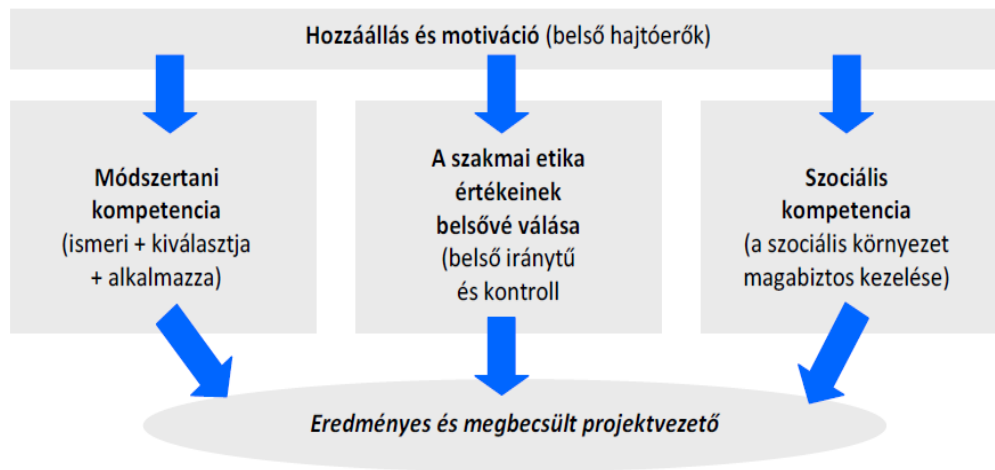 Hozzáállás és motiváció (belső hajtóerők)
Módszertani
kompetencia
(ismeri + kiválasztja
+ alkalmazza)
A szakmai etika
értékeinek
belsővé válása
(belső iránytű
és kontroll
Szociális
kompetencia
(a szociális környezet
magabiztos kezelése)
Eredményes és megbecsült projektvezető